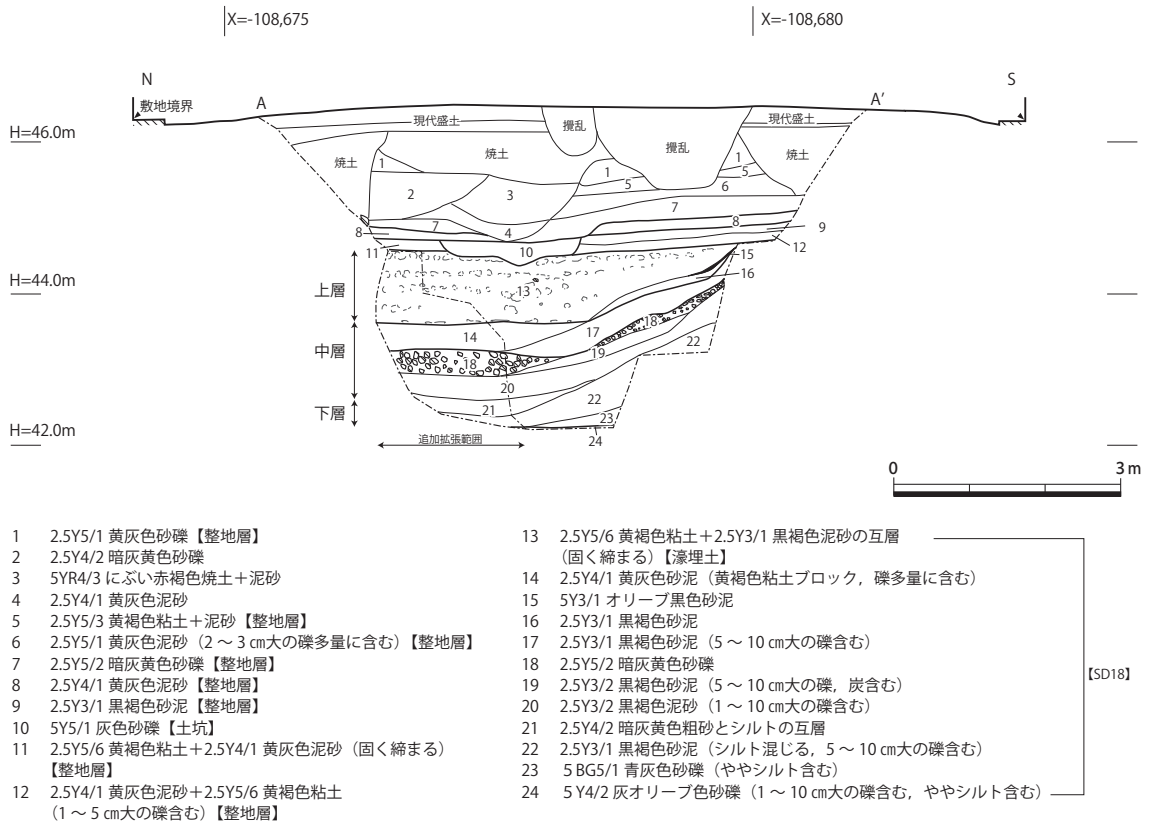 X=-108,675
X=-108,680
N
S
敷地境界
A
A′
H=46.0m
現代盛土
攪乱
現代盛土
焼土
1
焼土
攪乱
1
焼土
1
5
5
2
3
6
7
7
8
8
4
9
10
12
11
15
H=44.0m
上層
13
16
14
17
18
22
中層
18
19
20
22
下層
21
23
H=42.0m
追加拡張範囲
24
0
3 m
1 2.5Y5/1 黄灰色砂礫【整地層】
2 2.5Y4/2 暗灰黄色砂礫
3 5YR4/3 にぶい赤褐色焼土＋泥砂
4 2.5Y4/1 黄灰色泥砂
5 2.5Y5/3 黄褐色粘土＋泥砂【整地層】
6 2.5Y5/1 黄灰色泥砂（2 ～ 3 ㎝大の礫多量に含む）【整地層】
7 2.5Y5/2 暗灰黄色砂礫【整地層】
8 2.5Y4/1 黄灰色泥砂【整地層】
9 2.5Y3/1 黒褐色砂泥【整地層】
10 5Y5/1 灰色砂礫【土坑】
11 2.5Y5/6 黄褐色粘土＋2.5Y4/1 黄灰色泥砂（固く締まる）
【整地層】
12 2.5Y4/1 黄灰色泥砂＋2.5Y5/6 黄褐色粘土
（1 ～ 5 ㎝大の礫含む）【整地層】
13 2.5Y5/6 黄褐色粘土＋2.5Y3/1 黒褐色泥砂の互層
（固く締まる）【濠埋土】
14 2.5Y4/1 黄灰色砂泥（黄褐色粘土ブロック，礫多量に含む）
15 5Y3/1 オリーブ黒色砂泥
16 2.5Y3/1 黒褐色砂泥
17 2.5Y3/1 黒褐色砂泥（5 ～ 10 ㎝大の礫含む）
18 2.5Y5/2 暗灰黄色砂礫
19 2.5Y3/2 黒褐色砂泥（5 ～ 10 ㎝大の礫，炭含む）
20 2.5Y3/2 黒褐色泥砂（1 ～ 10 ㎝大の礫含む）
21 2.5Y4/2 暗灰黄色粗砂とシルトの互層
22 2.5Y3/1 黒褐色砂泥（シルト混じる，5 ～ 10 ㎝大の礫含む）
23 5 BG5/1 青灰色砂礫（ややシルト含む）
24 5 Y4/2 灰オリーブ色砂礫（1 ～ 10 ㎝大の礫含む，ややシルト含む）
【SD18】